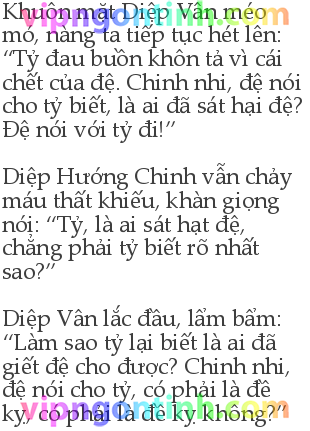 vipngontinh.com
Khuôn mặt Diệp Vân méo
mó, nàng ta tiếp tục hét lên:
“Tỷ đau buồn khôn tả vì cái
chết của đệ. Chinh nhi, đệ nói
cho tỷ biết, là ai đã sát hại đệ?
Đệ nói với tỷ đi!”
Diệp Hướng Chinh vẫn chảy
máu thất khiếu, khàn giọng
nói: “Tỷ, là ai sát hạt đệ,
chẳng phải tỷ biết rõ nhất
sao?”
Diệp Vân lắc đầu, lẩm bẩm:
“Làm sao tỷ lại biết là ai đã
giết đệ cho được? Chinh nhi,
đệ nói cho tỷ, có phải là đề
kỵ, có phải là đề kỵ không?”
vipngontinh.com